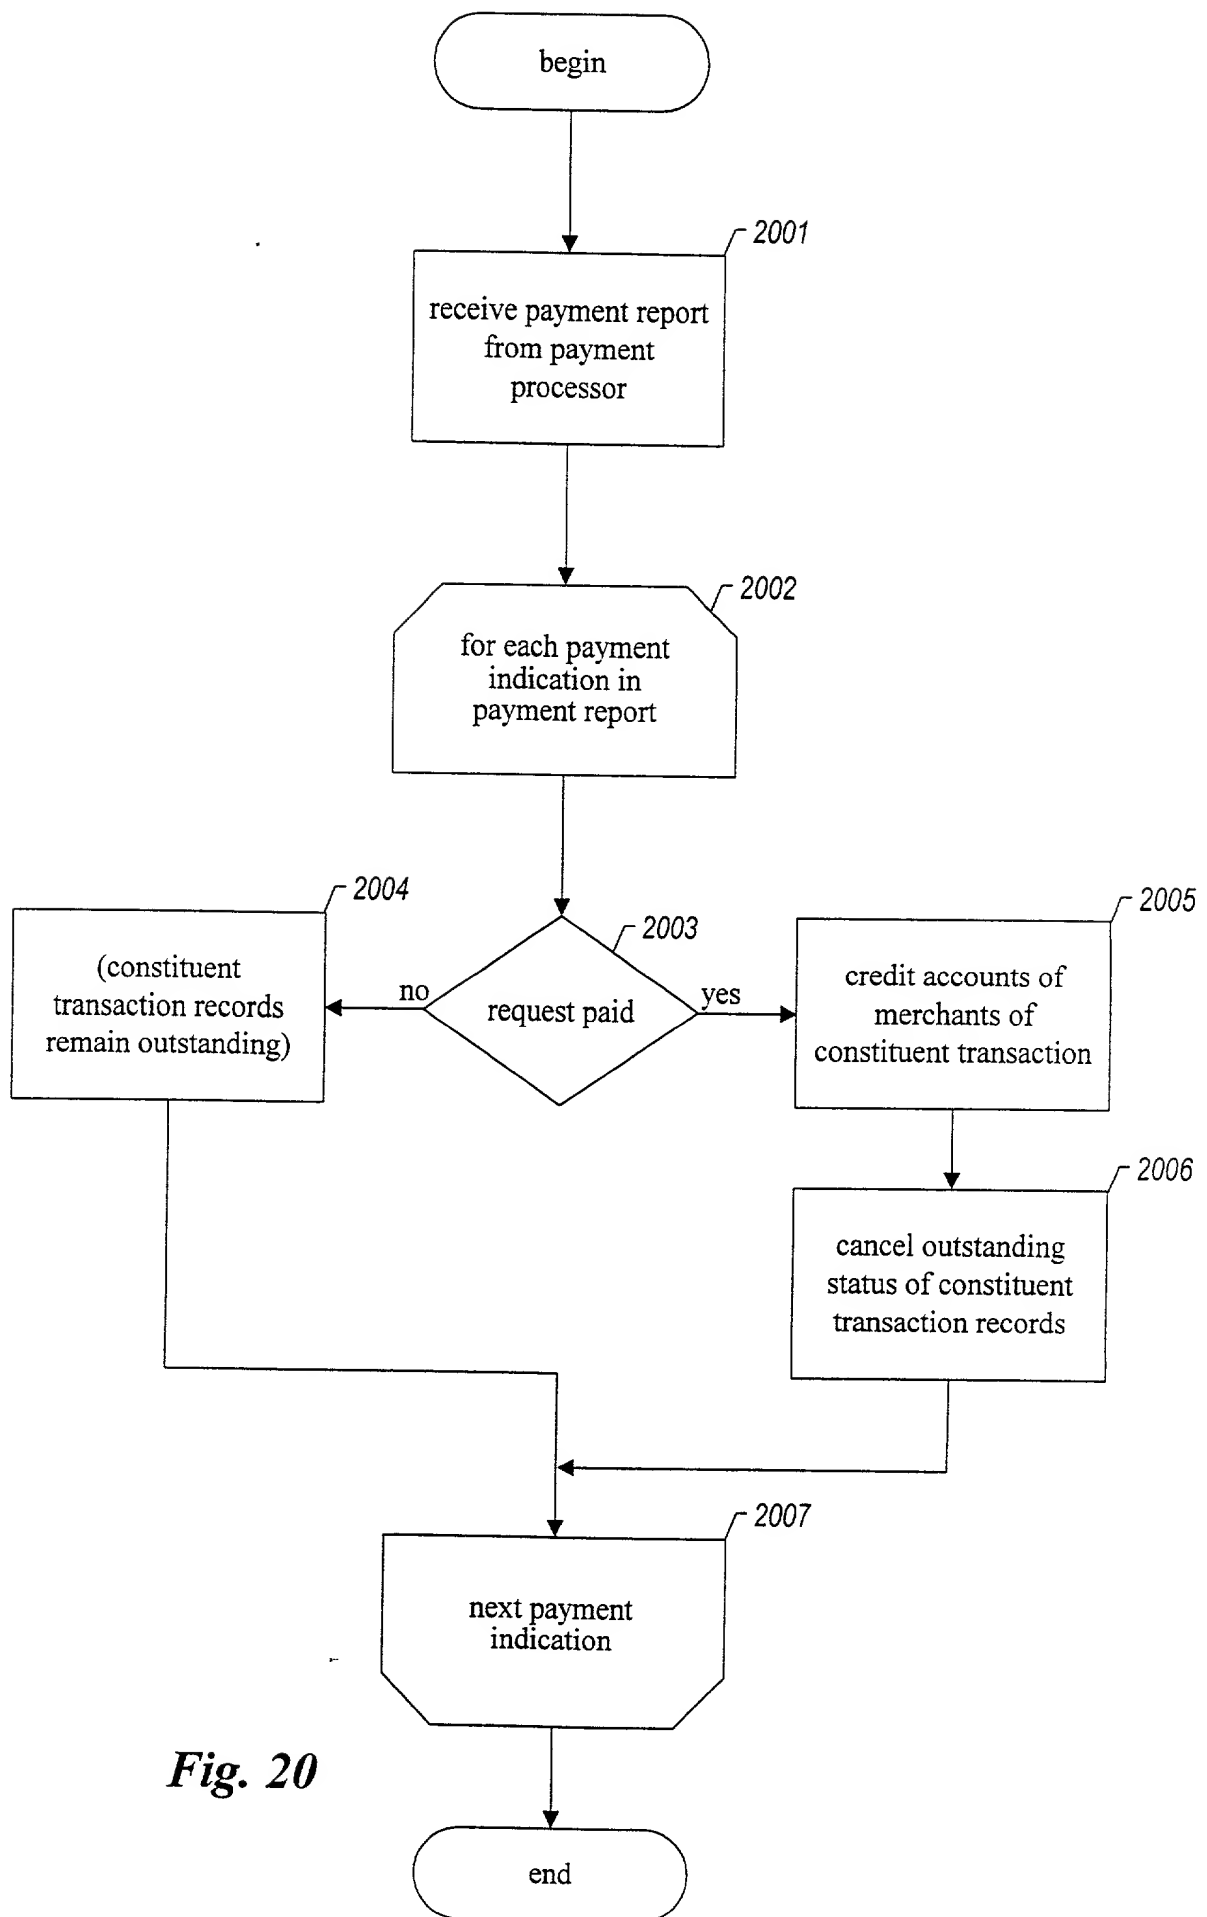 begin
2001
receive payment report
from payment
processor
2002
for each payment
indication in
payment report
2004
(constituent
transaction records
remain outstanding)
no
2003
request paid
yes
2005
credit accounts of
merchants of
constituent transaction
2006
cancel outstanding
status of constituent
transaction records
2007
next payment
indication
Fig. 20
end